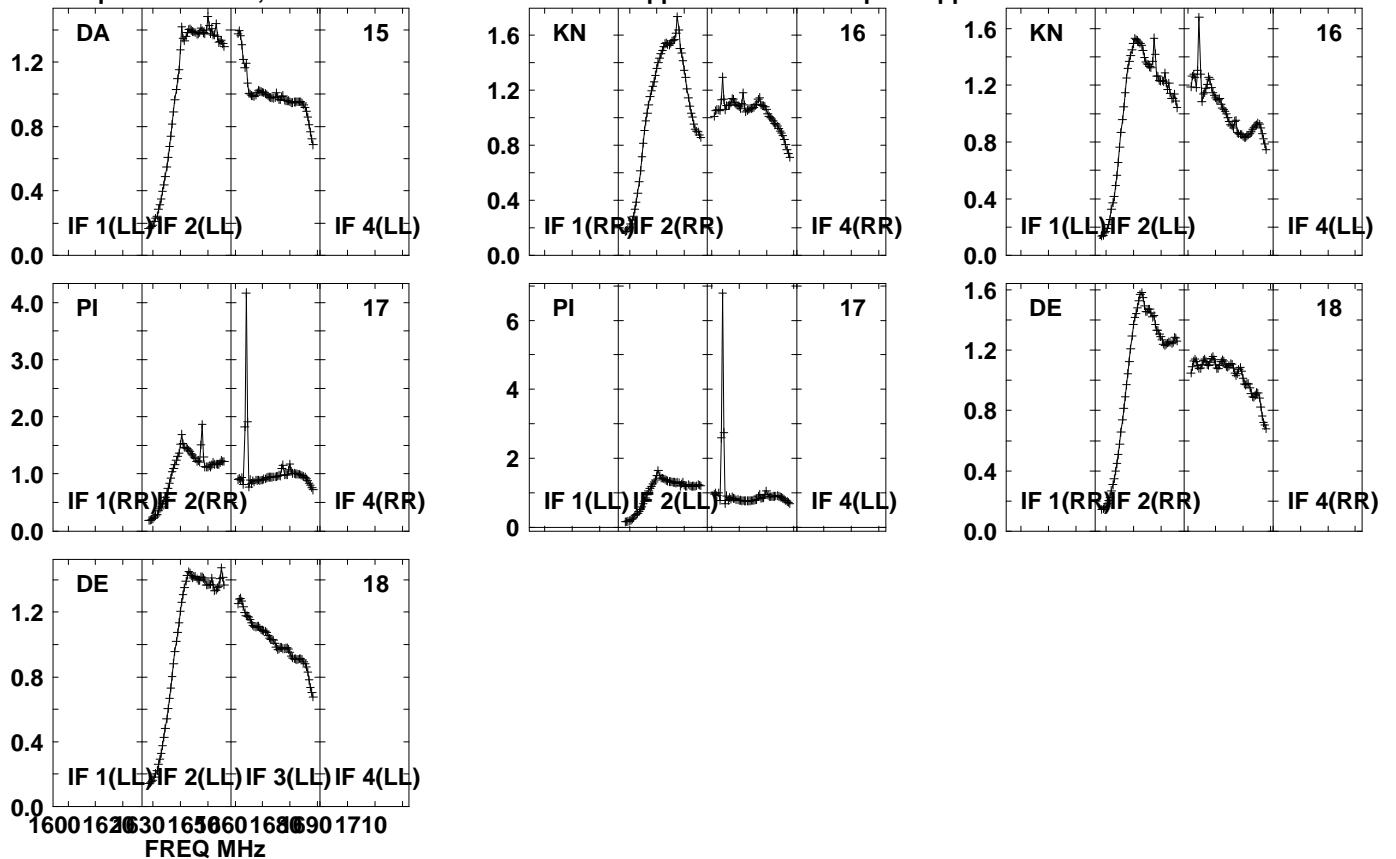 DA 15 KN 16 KN 16
1.2 1.6 1.6
0.8 1.2 1.2
0.4 0.8 0.8
0.4 0.4
IF 1(LL) IF 2(LL) IF 4(LL) IF 1(RR) IF 2(RR) IF 4(RR) IF 1(LL) IF 2(LL) IF 4(LL)
0.0 0.0 0.0
PI 17 PI 17 DE 18
4.0 6 1.6
3.0 4 1.2
2.0 2 0.8
1.0 0.4
IF 1(RR) IF 2(RR) IF 4(RR) IF 1(LL) IF 2(LL) IF 4(LL) IF 1(RR) IF 2(RR) IF 4(RR)
0.0 0 0.0
DE 18
1.2
0.8
0.4
IF 1(LL) IF 2(LL) IF 3(LL) IF 4(LL)
0.0
1600 1620 1630 1650 1660 1680 1690 1710
FREQ MHz